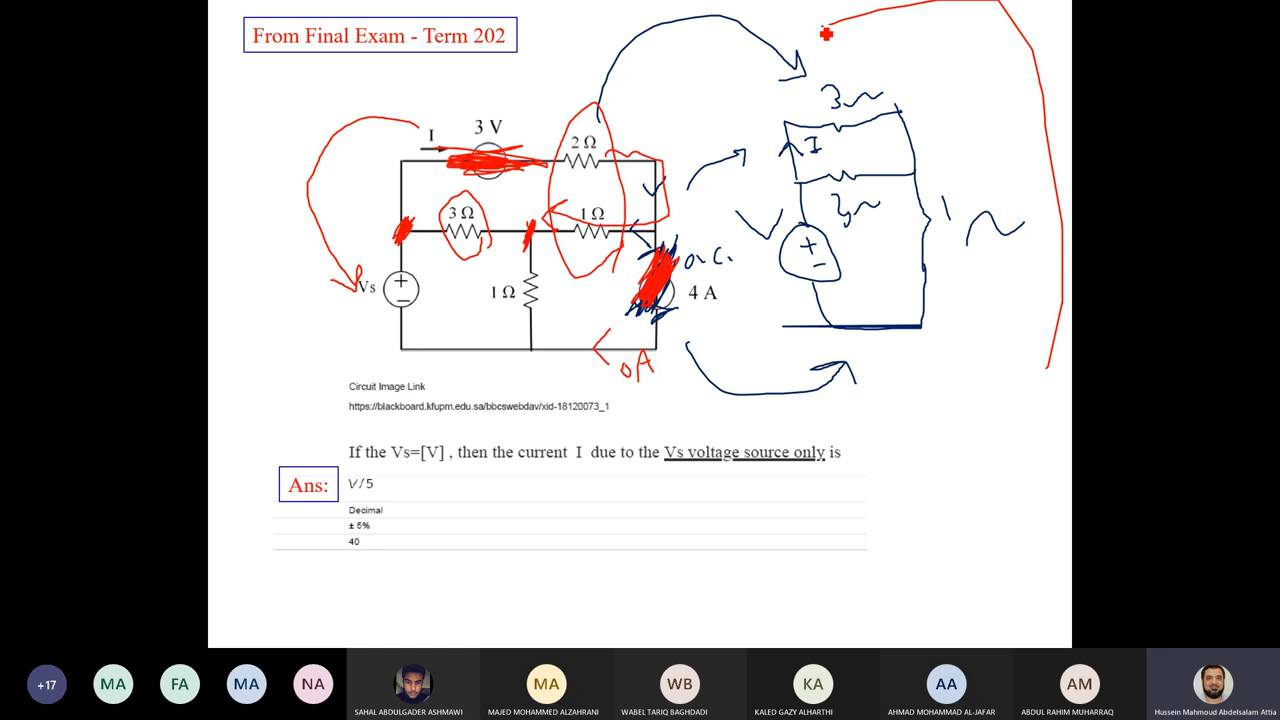 From Final Exam - Term 202
I
3 V
2 Ω
3 Ω
1 Ω
Vs
+
−
1 Ω
4 A
o.c.
0A
3
I
3
V
+
−
1
Circuit Image Link
https://blackboard.kfupm.edu.sa/bbcswebdav/xid-18120073_1
If the Vs=[V] , then the current I due to the Vs voltage source only is
Ans:
V/5
Decimal
± 5%
40
+17
MA
FA
MA
NA
MA
WB
KA
AA
AM
SAHAL ABDULGADER ASHMAWI
MAJED MOHAMMED ALZAHRANI
WABEL TARIQ BAGHDADI
KALED GAZY ALHARTHI
AHMAD MOHAMMAD AL-JAFAR
ABDUL RAHIM MUHARRAQ
Hussein Mahmoud Abdelsalam Attia